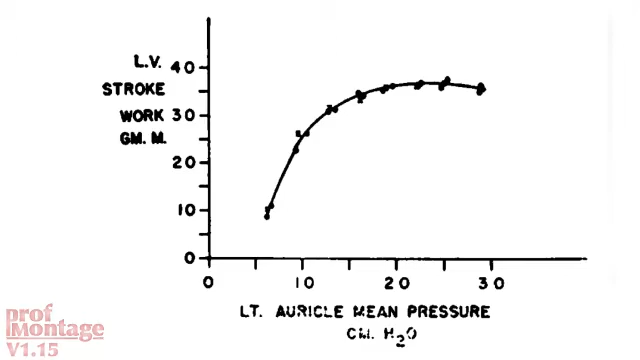 L.V.
STROKE
WORK
GM. M.
40
30
20
10
0
0 10 20 30
LT. AURICLE MEAN PRESSURE
CM. H₂O
prof
Montage
V1.15